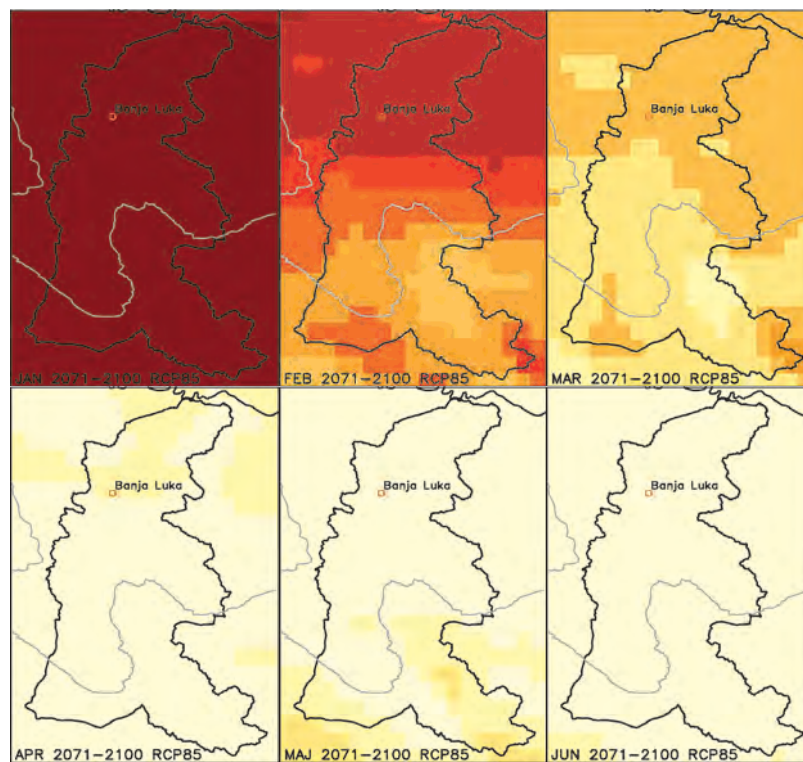 Banja Luka
Banja Luka
Banja Luka
JAN 2071-2100 RCP85
FEB 2071-2100 RCP85
MAR 2071-2100 RCP85
Banja Luka
Banja Luka
Banja Luka
APR 2071-2100 RCP85
MAJ 2071-2100 RCP85
JUN 2071-2100 RCP85